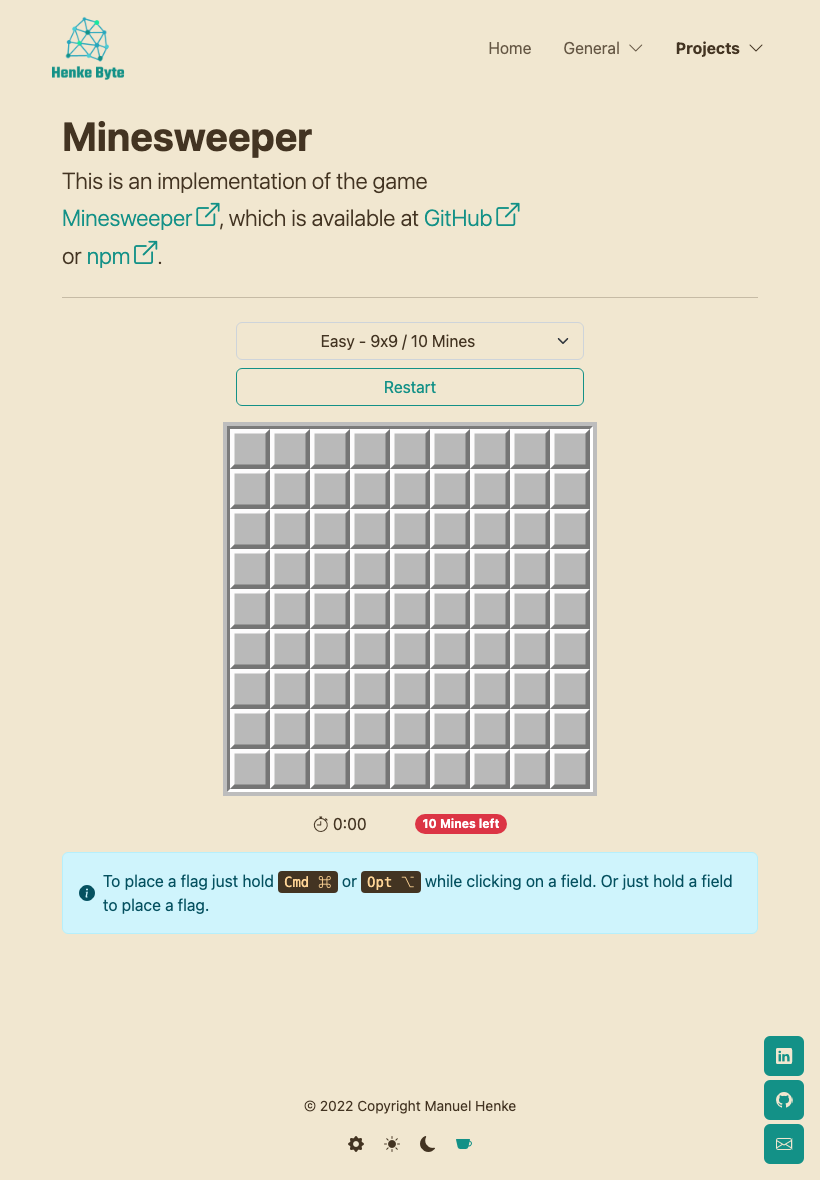 Henke Byte
Home General Projects
Minesweeper
This is an implementation of the game
Minesweeper, which is available at GitHub
or npm.
Easy - 9x9 / 10 Mines
Restart
0:00 10 Mines left
To place a flag just hold Cmd ⌘ or Opt ⌥ while clicking on a field. Or just hold a field
to place a flag.
© 2022 Copyright Manuel Henke